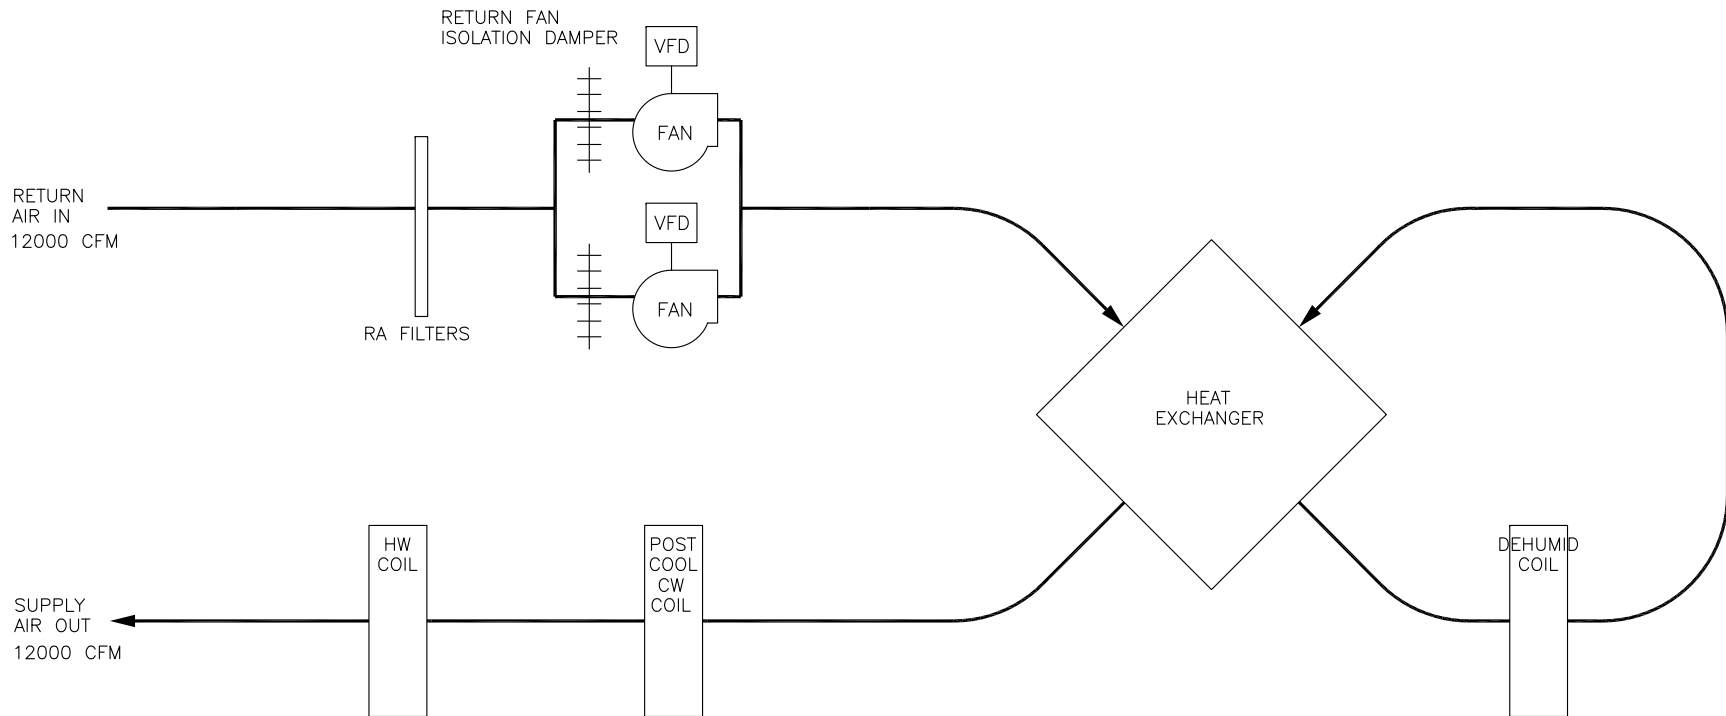 RETURN FAN
ISOLATION DAMPER
VFD
FAN
RETURN
AIR IN
12000 CFM
VFD
FAN
RA FILTERS
HEAT
EXCHANGER
HW
COIL
POST
COOL
CW
COIL
DEHUMID
COIL
SUPPLY
AIR OUT
12000 CFM